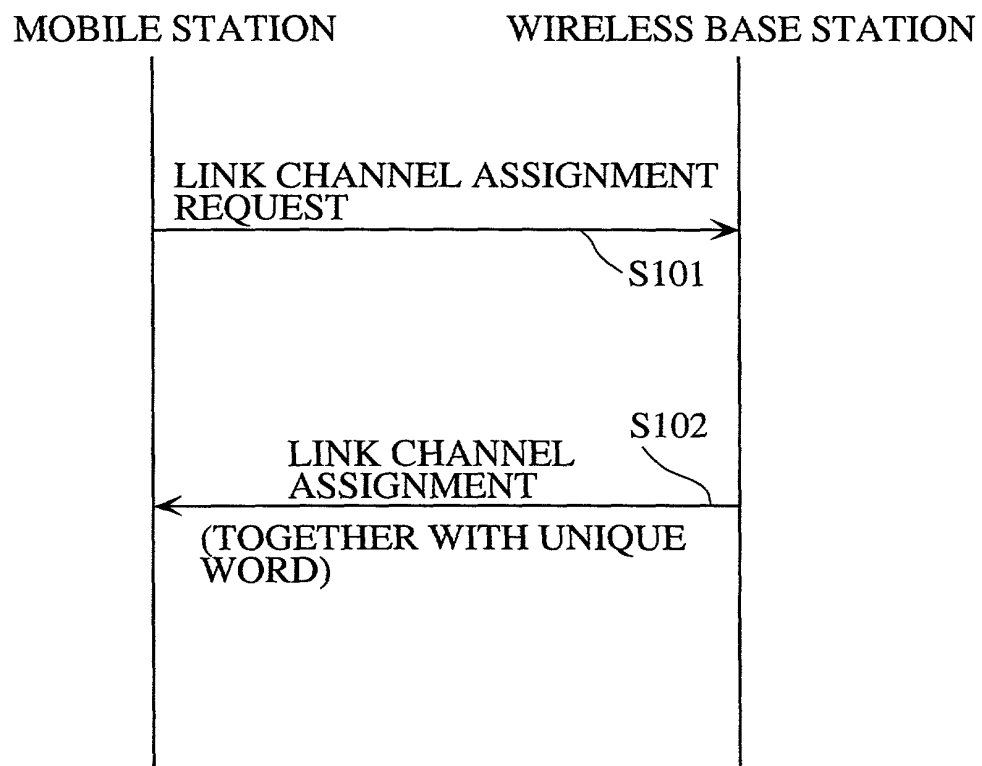 MOBILE STATION
WIRELESS BASE STATION
LINK CHANNEL ASSIGNMENT
REQUEST
S101
S102
LINK CHANNEL
ASSIGNMENT
(TOGETHER WITH UNIQUE
WORD)